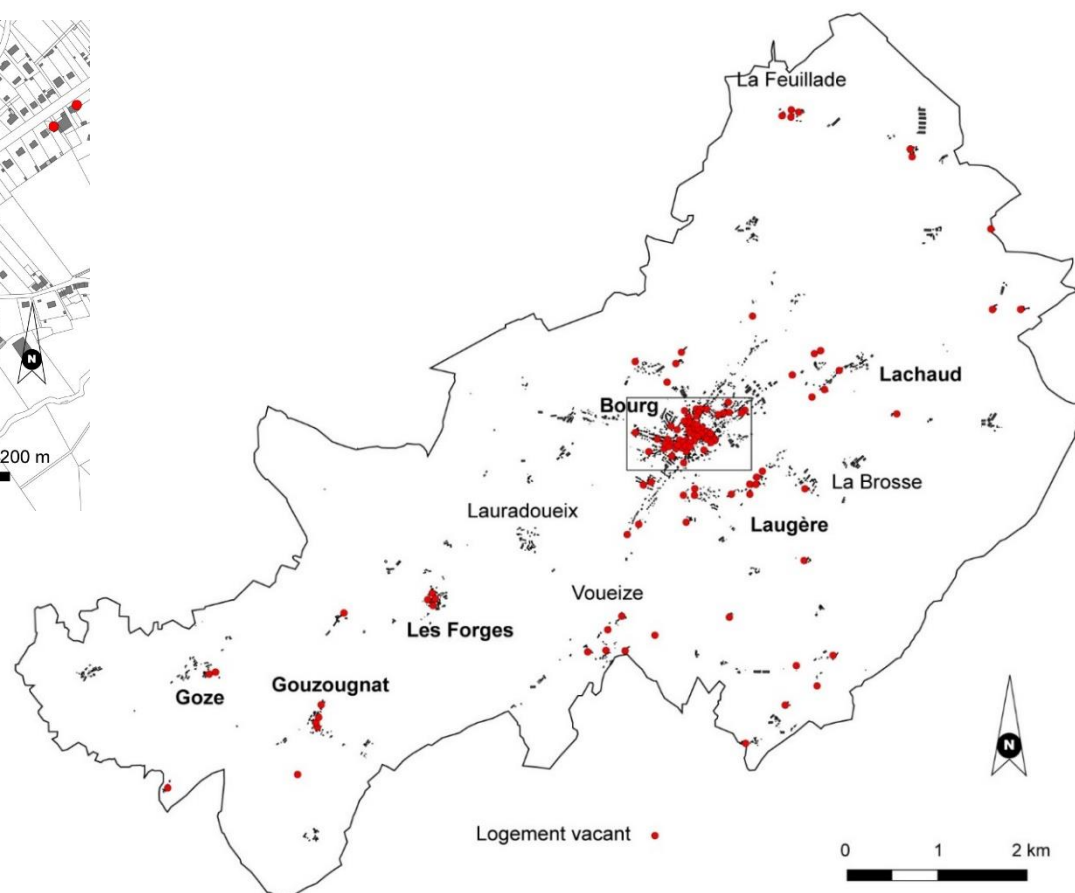 La Feuillade
N
Lachaud
Bourg
200 m
La Brosse
Lauradoueix
Laugère
Voueize
Les Forges
Gouzougnat
Goze
N
Logement vacant
0 1 2 km